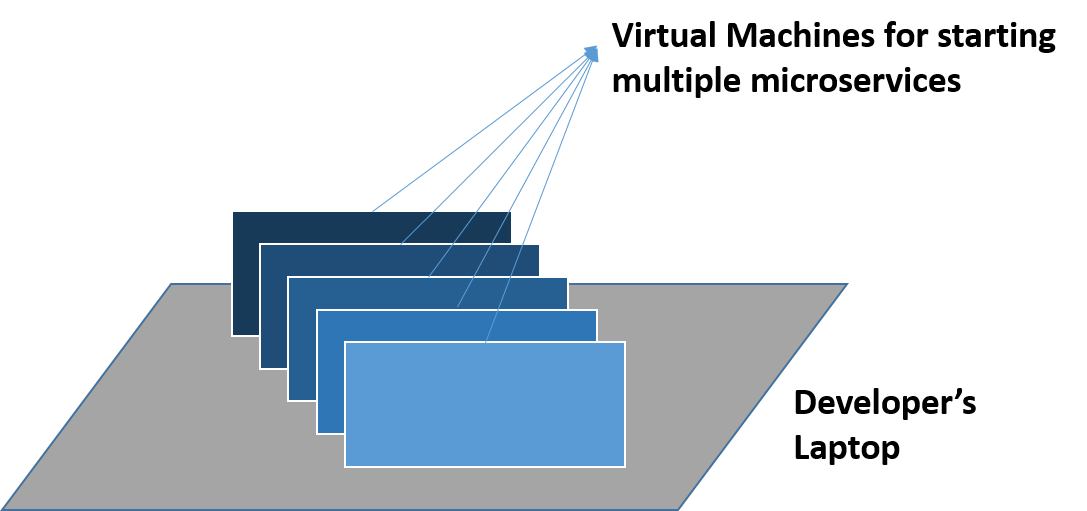 Virtual Machines for starting
multiple microservices
Developer’s
Laptop